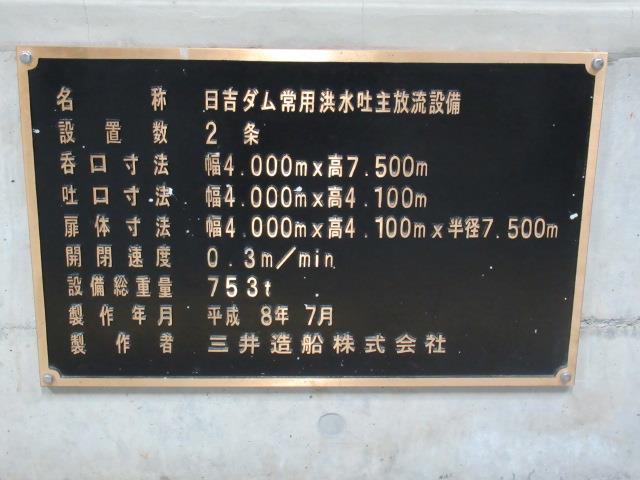 名称 日吉ダム常用洪水吐主放流設備
設置数 2 条
呑口寸法 幅4.000m×高7.500m
吐口寸法 幅4.000m×高4.100m
扉体寸法 幅4.000m×高4.100m×半径7.500m
開閉速度 0.3m/min
設備総重量 753t
製作年月 平成 8年 7月
製作者 三井造船株式会社